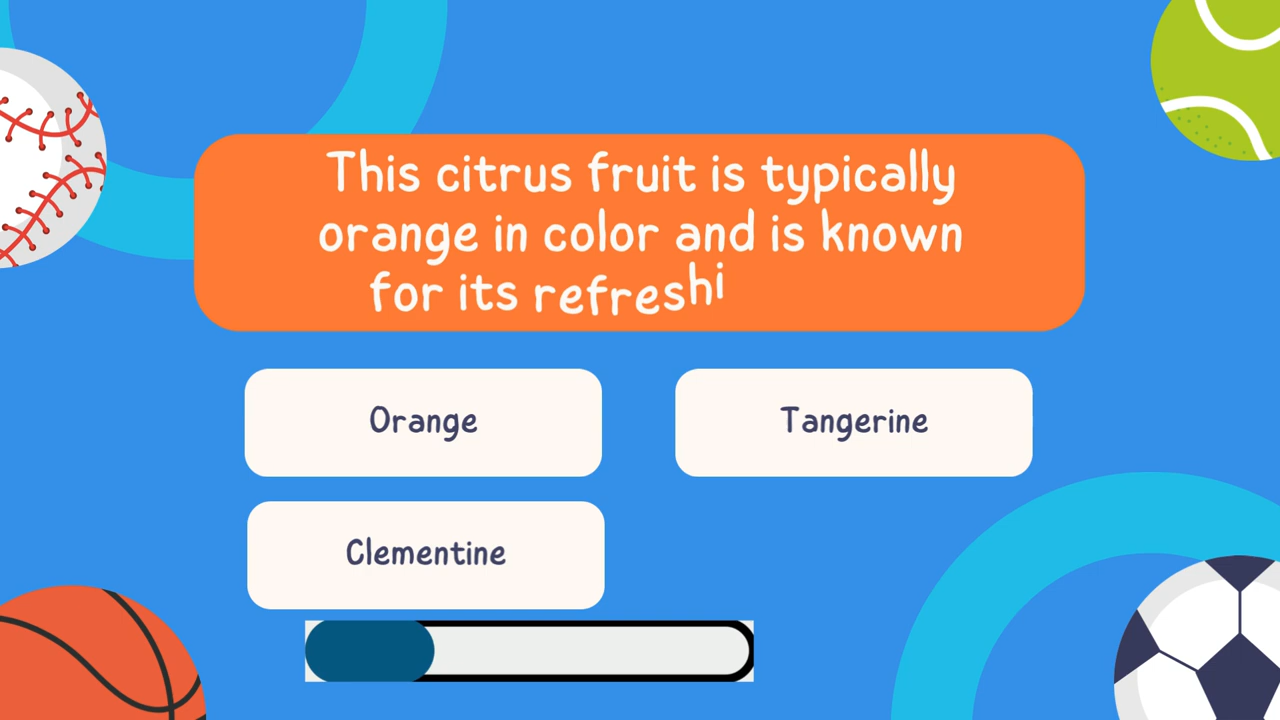 This citrus fruit is typically
orange in color and is known
for its refreshi
Orange
Tangerine
Clementine